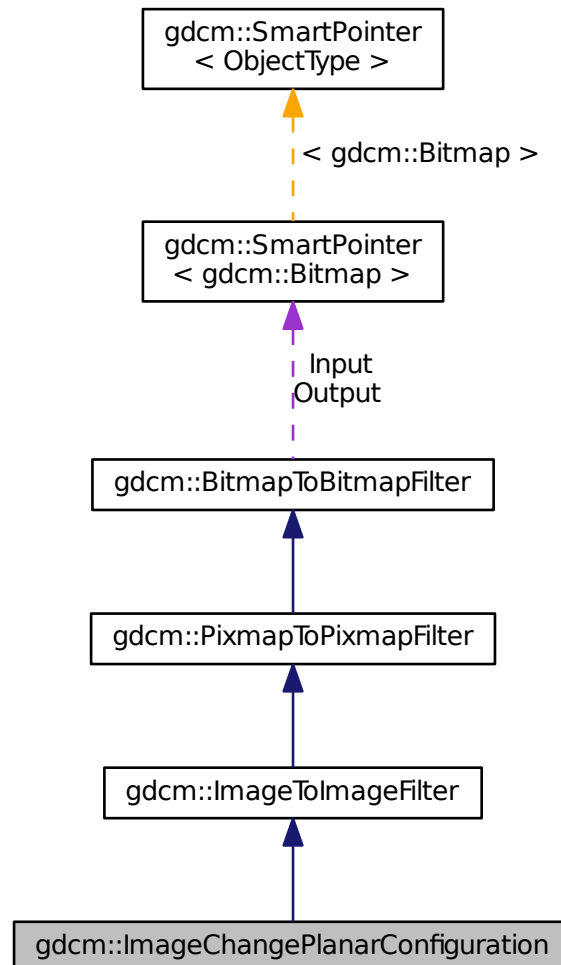 gdcm::SmartPointer
< ObjectType >
< gdcm::Bitmap >
gdcm::SmartPointer
< gdcm::Bitmap >
Input
Output
gdcm::BitmapToBitmapFilter
gdcm::PixmapToPixmapFilter
gdcm::ImageToImageFilter
gdcm::ImageChangePlanarConfiguration